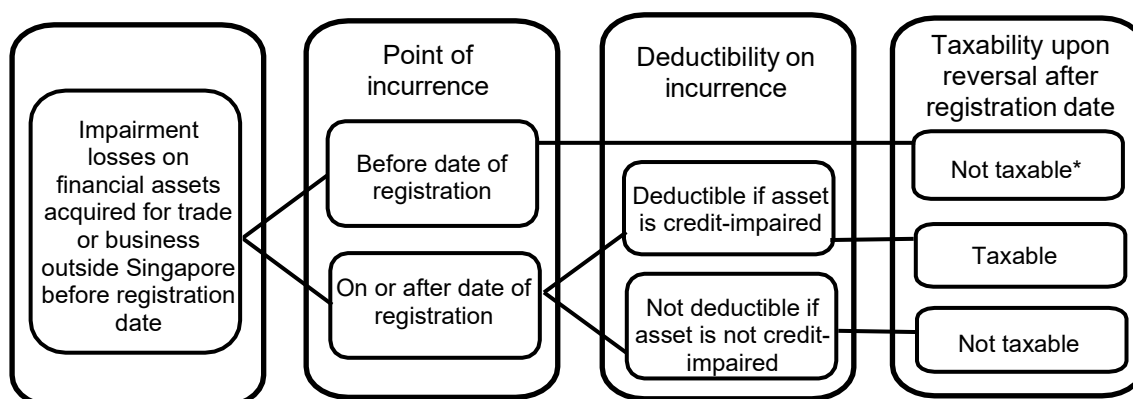 Impairment
losses on
financial assets
acquired for trade
or business
outside Singapore
before registration
date
Point of
incurrence
Before date of
registration
On or after date of
registration
Deductibility on
incurrence
Deductible if asset
is credit-impaired
Not deductible if
asset is not credit-
impaired
Taxability upon
reversal after
registration date
Not taxable*
Taxable
Not taxable